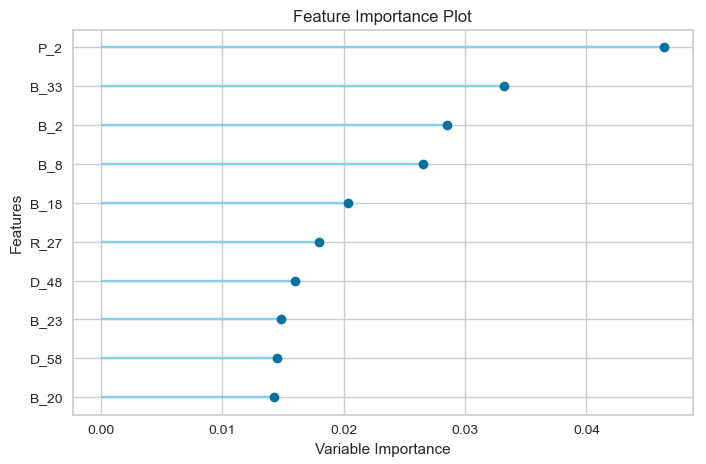 Feature Importance Plot
P_2
B_33
B_2
B_8
B_18
R_27
D_48
B_23
D_58
B_20
Features
0.00 0.01 0.02 0.03 0.04
Variable Importance